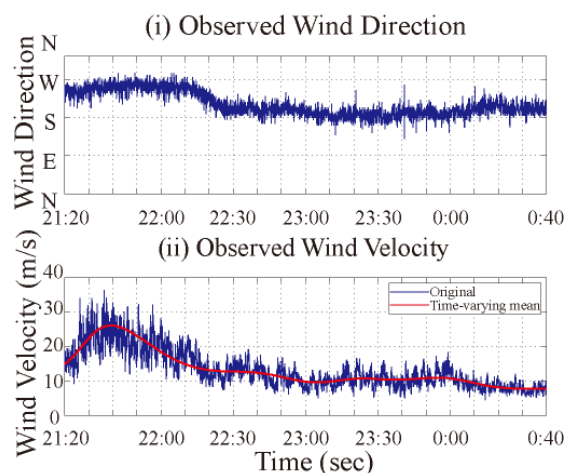 (i) Observed Wind Direction
Wind Direction
N
W
S
E
N
21:20 22:00 22:30 23:00 23:30 0:00 0:40
(ii) Observed Wind Velocity
Wind Velocity (m/s)
40
30
20
10
0
Original
Time-varying mean
21:20 22:00 22:30 23:00 23:30 0:00 0:40
Time (sec)